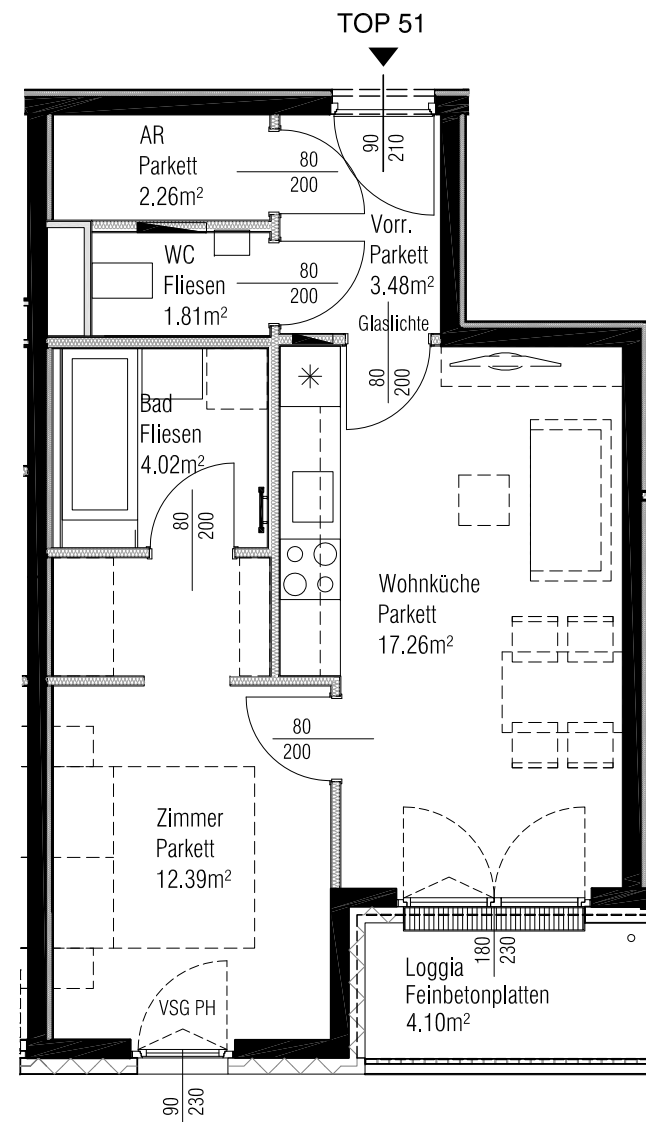 TOP 51
AR
Parkett
2.26m²
80
200
90
210
WC
Fliesen
1.81m²
80
200
Vorr.
Parkett
3.48m²
Glaslichte
80
200
Bad
Fliesen
4.02m²
80
200
Wohnküche
Parkett
17.26m²
80
200
Zimmer
Parkett
12.39m²
VSG PH
90
230
180
230
Loggia
Feinbetonplatten
4.10m²